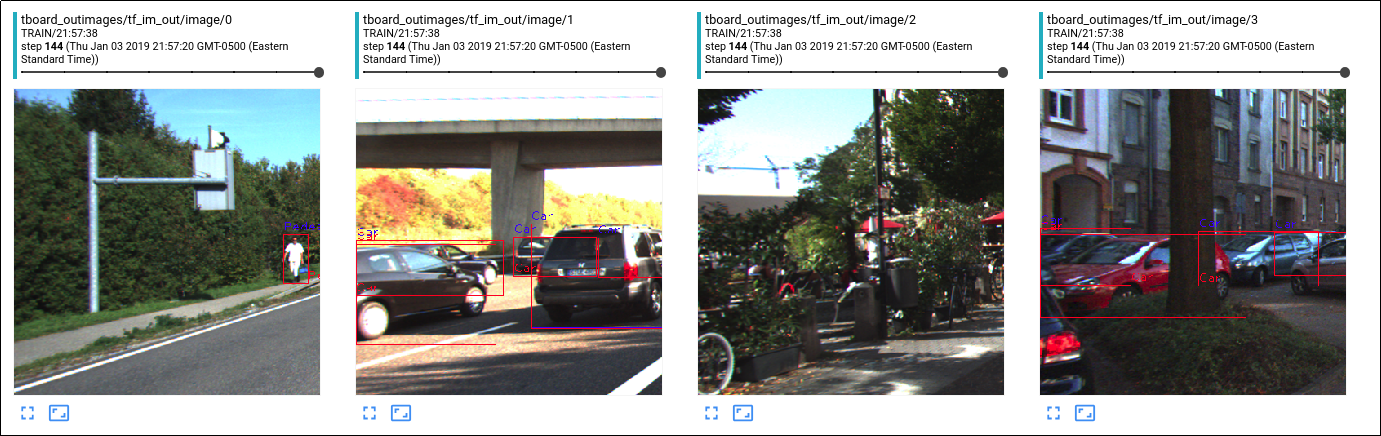 tboard_outimages/tf_im_out/image/0
TRAIN/21:57:38
step 144 (Thu Jan 03 2019 21:57:20 GMT-0500 (Eastern
Standard Time))
tboard_outimages/tf_im_out/image/1
TRAIN/21:57:38
step 144 (Thu Jan 03 2019 21:57:20 GMT-0500 (Eastern
Standard Time))
tboard_outimages/tf_im_out/image/2
TRAIN/21:57:38
step 144 (Thu Jan 03 2019 21:57:20 GMT-0500 (Eastern
Standard Time))
tboard_outimages/tf_im_out/image/3
TRAIN/21:57:38
step 144 (Thu Jan 03 2019 21:57:20 GMT-0500 (Eastern
Standard Time))
Car
Car
Car
Car
Car
Car
Car